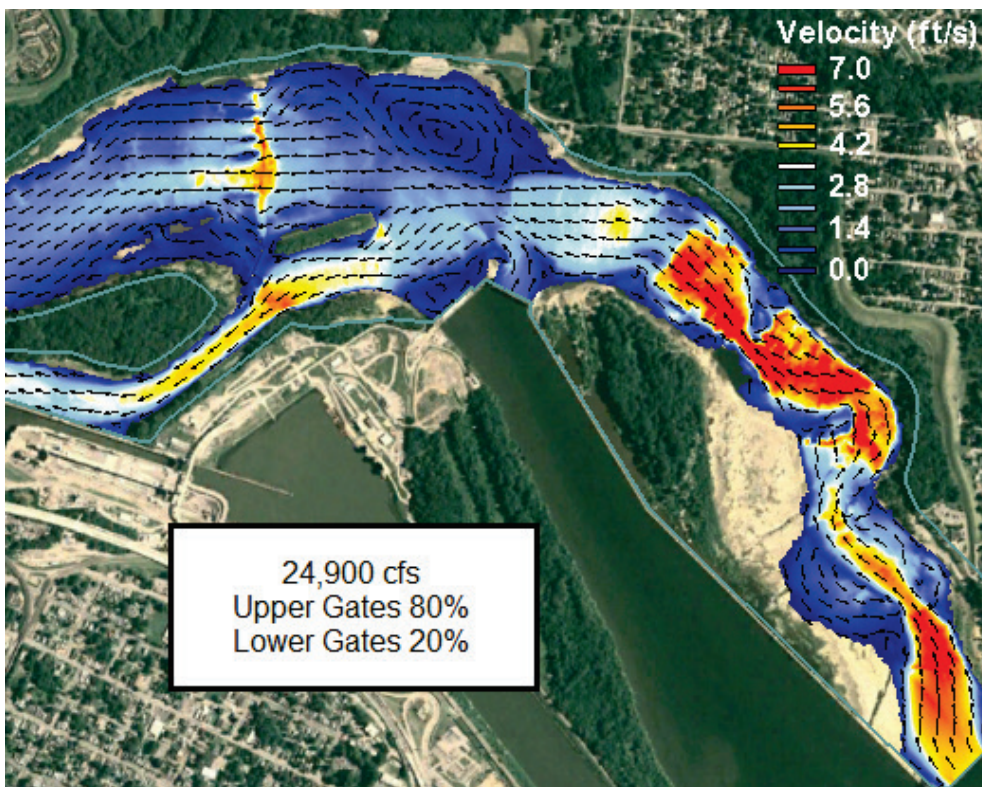 Velocity (ft/s)
7.0
5.6
4.2
2.8
1.4
0.0
24,900 cfs
Upper Gates 80%
Lower Gates 20%